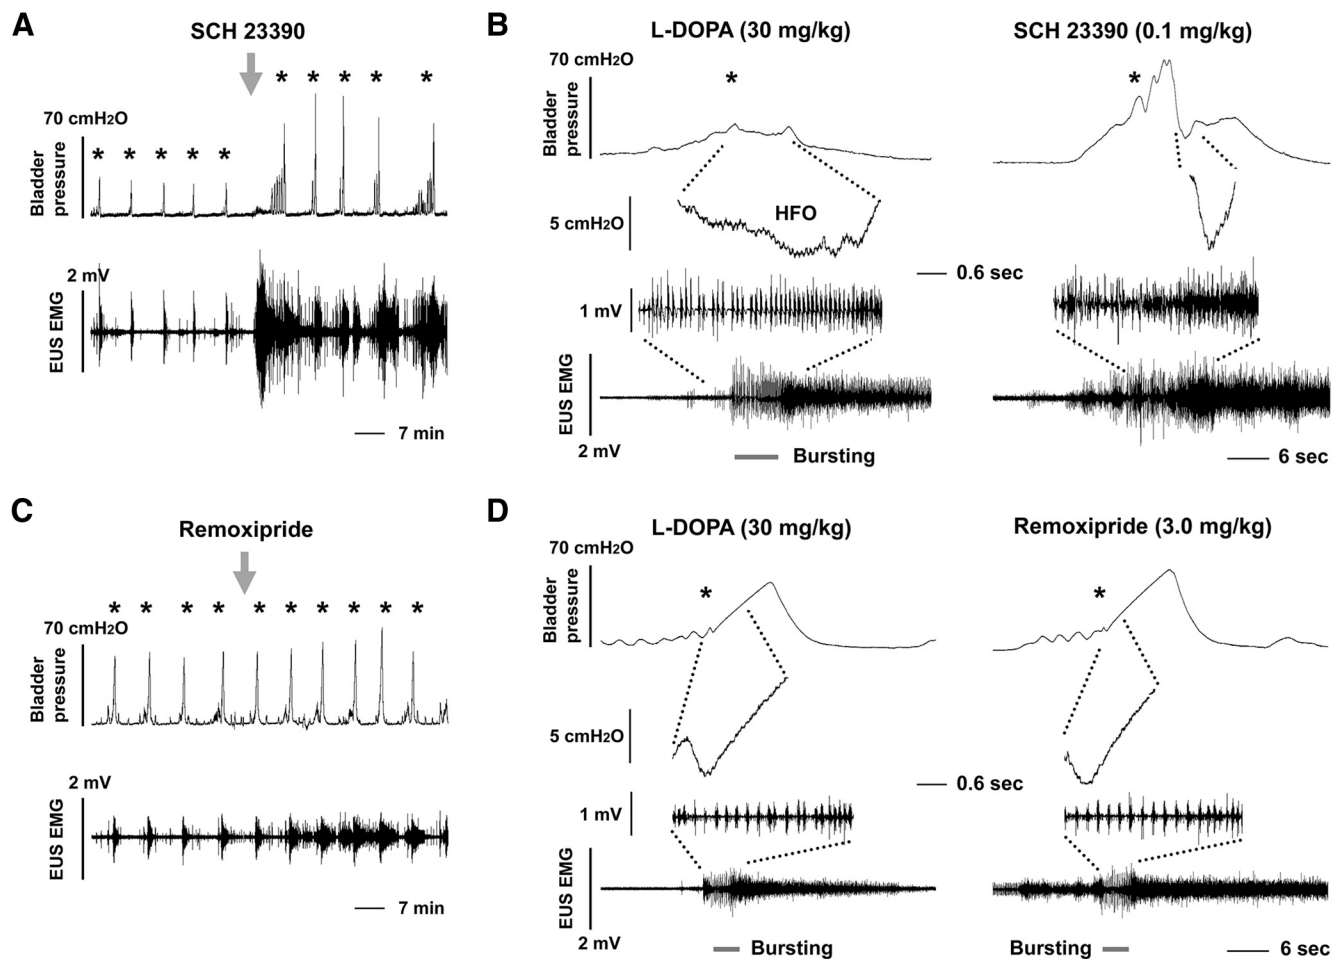 A
SCH 23390
* * * * *
70 cmH2O
* * * * *
Bladder
pressure
2 mV
EUS EMG
7 min
B
L-DOPA (30 mg/kg)
SCH 23390 (0.1 mg/kg)
70 cmH2O
*
*
Bladder
pressure
5 cmH2O
HFO
0.6 sec
1 mV
EUS EMG
2 mV
Bursting
6 sec
C
Remoxipride
* * * * * * * * * *
70 cmH2O
Bladder
pressure
2 mV
EUS EMG
7 min
D
L-DOPA (30 mg/kg)
Remoxipride (3.0 mg/kg)
70 cmH2O
*
*
Bladder
pressure
5 cmH2O
0.6 sec
1 mV
EUS EMG
2 mV
Bursting
Bursting
6 sec